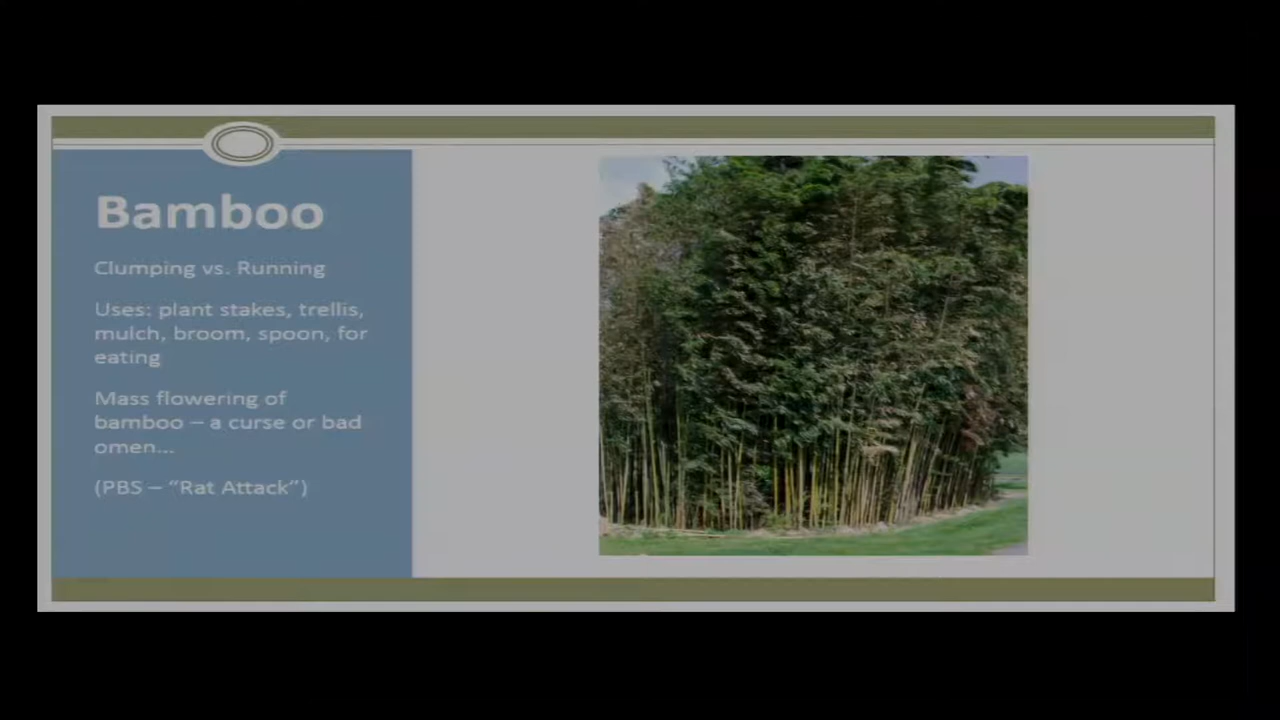 Bamboo
Clumping vs. Running
Uses: plant stakes, trellis,
mulch, broom, spoon, for
eating
Mass flowering of
bamboo – a curse or bad
omen...
(PBS – “Rat Attack”)